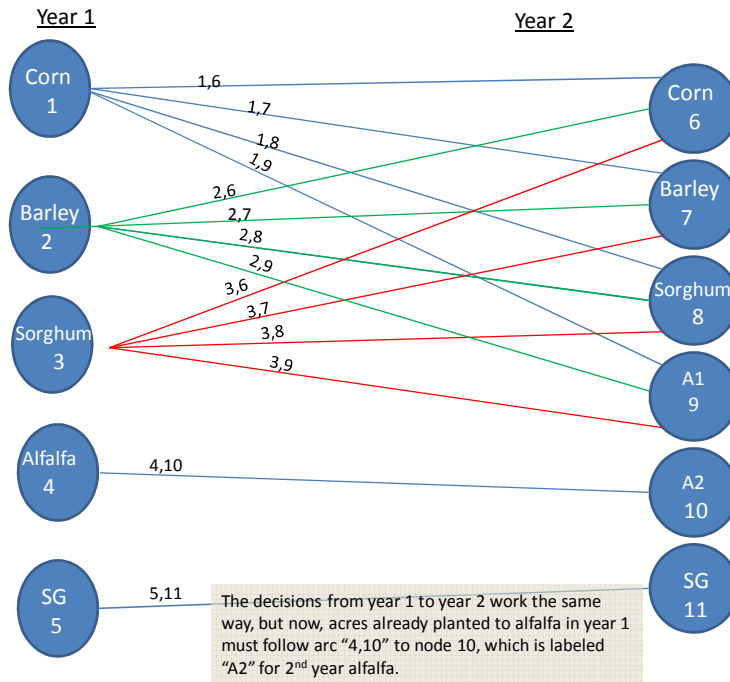 Year 1
Year 2
Corn
1
Barley
2
Sorghum
3
Alfalfa
4
SG
5
1,6
1,7
1,8
1,9
2,6
2,7
2,8
2,9
3,6
3,7
3,8
3,9
4,10
5,11
Corn
6
Barley
7
Sorghum
8
A1
9
A2
10
SG
11
The decisions from year 1 to year 2 work the same
way, but now, acres already planted to alfalfa in year 1
must follow arc “4,10” to node 10, which is labeled
“A2” for 2nd year alfalfa.